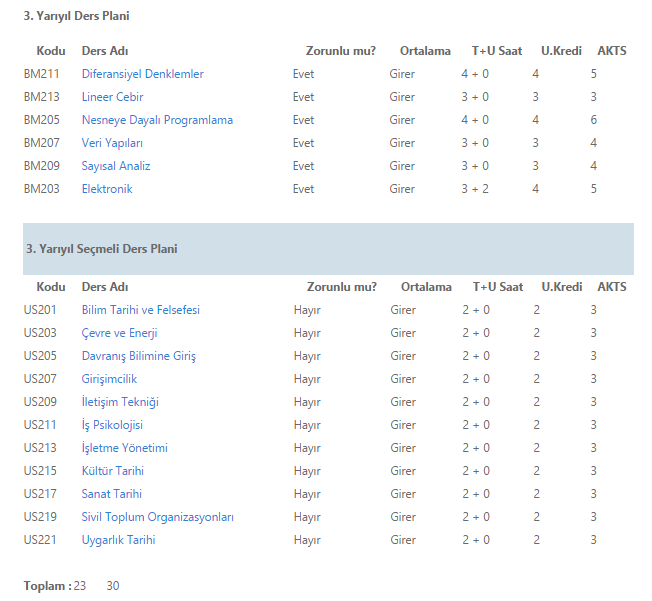 3. Yarıyıl Ders Plani
Kodu Ders Adı Zorunlu mu? Ortalama T+U Saat U.Kredi AKTS
BM211 Diferansiyel Denklemler Evet Girer 4 + 0 4 5
BM213 Lineer Cebir Evet Girer 3 + 0 3 3
BM205 Nesneye Dayalı Programlama Evet Girer 4 + 0 4 6
BM207 Veri Yapıları Evet Girer 3 + 0 3 4
BM209 Sayısal Analiz Evet Girer 3 + 0 3 4
BM203 Elektronik Evet Girer 3 + 2 4 5
3. Yarıyıl Seçmeli Ders Plani
Kodu Ders Adı Zorunlu mu? Ortalama T+U Saat U.Kredi AKTS
US201 Bilim Tarihi ve Felsefesi Hayır Girer 2 + 0 2 3
US203 Çevre ve Enerji Hayır Girer 2 + 0 2 3
US205 Davranış Bilimine Giriş Hayır Girer 2 + 0 2 3
US207 Girişimcilik Hayır Girer 2 + 0 2 3
US209 İletişim Tekniği Hayır Girer 2 + 0 2 3
US211 İş Psikolojisi Hayır Girer 2 + 0 2 3
US213 İşletme Yönetimi Hayır Girer 2 + 0 2 3
US215 Kültür Tarihi Hayır Girer 2 + 0 2 3
US217 Sanat Tarihi Hayır Girer 2 + 0 2 3
US219 Sivil Toplum Organizasyonları Hayır Girer 2 + 0 2 3
US221 Uygarlık Tarihi Hayır Girer 2 + 0 2 3
Toplam : 23 30